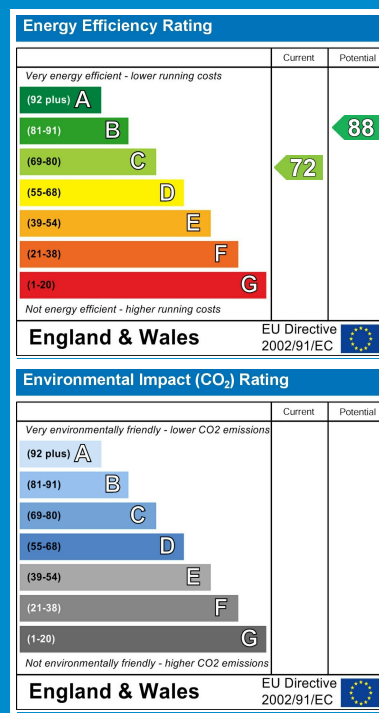 Energy Efficiency Rating
Current Potential
Very energy efficient - lower running costs
(92 plus) A
(81-91) B
88
(69-80) C
72
(55-68) D
(39-54) E
(21-38) F
(1-20) G
Not energy efficient - higher running costs
England & Wales
EU Directive
2002/91/EC
Environmental Impact (CO₂) Rating
Current Potential
Very environmentally friendly - lower CO2 emissions
(92 plus) A
(81-91) B
(69-80) C
(55-68) D
(39-54) E
(21-38) F
(1-20) G
Not environmentally friendly - higher CO2 emissions
England & Wales
EU Directive
2002/91/EC